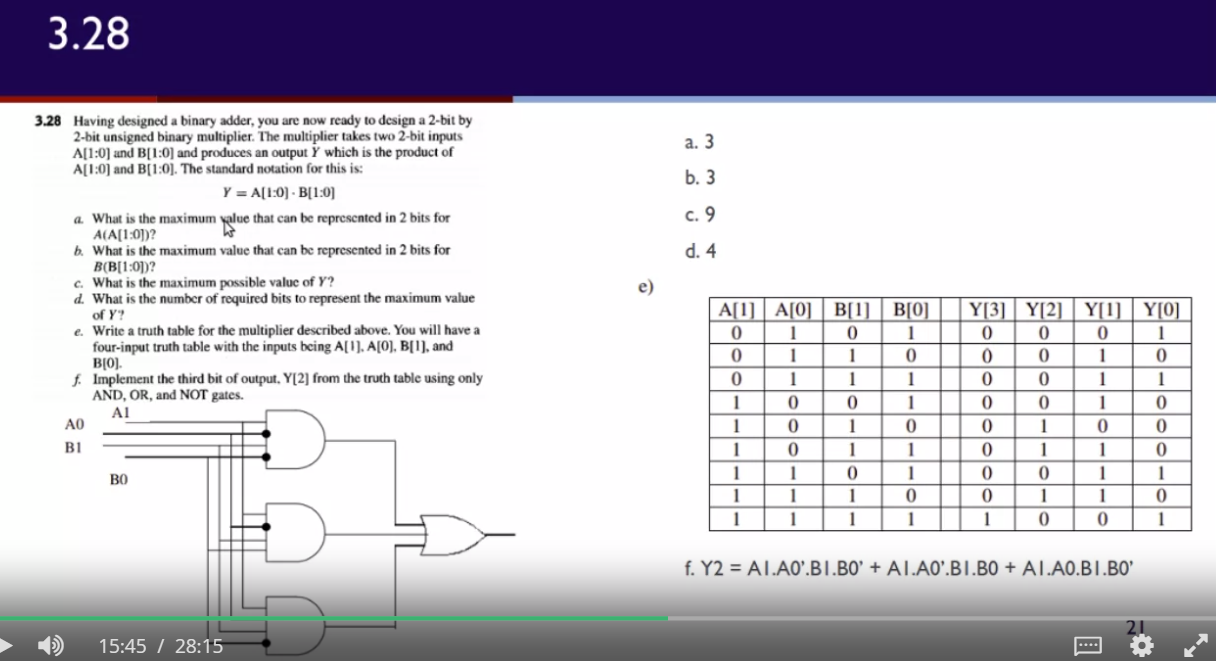 3.28
3.28 Having designed a binary adder, you are now ready to design a 2-bit by
2-bit unsigned binary multiplier. The multiplier takes two 2-bit inputs
A[1:0] and B[1:0] and produces an output Y which is the product of
A[1:0] and B[1:0]. The standard notation for this is:
Y = A[1:0] · B[1:0]
a. What is the maximum value that can be represented in 2 bits for
A(A[1:0])?
b. What is the maximum value that can be represented in 2 bits for
B(B[1:0])?
c. What is the maximum possible value of Y?
d. What is the number of required bits to represent the maximum value
of Y?
e. Write a truth table for the multiplier described above. You will have a
four-input truth table with the inputs being A[1], A[0], B[1], and
B[0].
f. Implement the third bit of output, Y[2] from the truth table using only
AND, OR, and NOT gates.
A1
A0
B1
B0
a. 3
b. 3
c. 9
d. 4
e)
A[1] A[0] B[1] B[0] Y[3] Y[2] Y[1] Y[0]
0 1 0 1 0 0 0 1
0 1 1 0 0 0 1 0
0 1 1 1 0 0 1 1
1 0 0 1 0 0 1 0
1 0 1 0 0 1 0 0
1 0 1 1 0 1 1 0
1 1 0 1 0 0 1 1
1 1 1 0 0 1 1 0
1 1 1 1 1 0 0 1
f. Y2 = A1.A0'.B1.B0' + A1.A0'.B1.B0 + A1.A0.B1.B0'
21
15:45 / 28:15